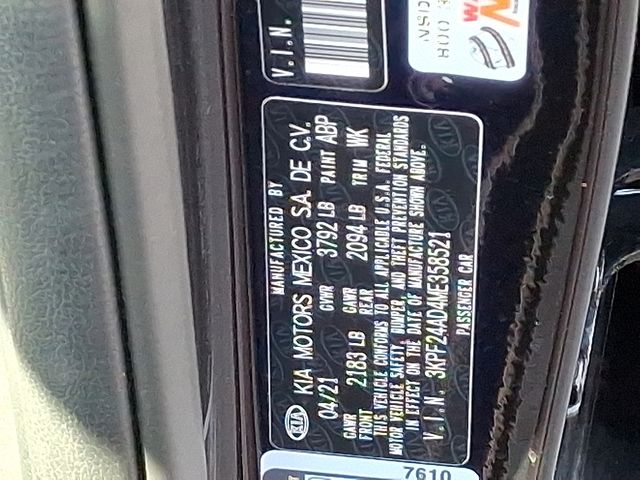 MANUFACTURED BY
KIA KIA MOTORS MEXICO S.A. DE C.V.
04/21 GVWR 3792 LB PAINT ABP
GAWR FRONT 2183 LB GAWR REAR 2094 LB TRIM WK
THIS VEHICLE CONFORMS TO ALL APPLICABLE U.S.A. FEDERAL
MOTOR VEHICLE SAFETY, BUMPER, AND THEFT PREVENTION STANDARDS
IN EFFECT ON THE DATE OF MANUFACTURE SHOWN ABOVE.
V.I.N. 3KPF24AD4ME358521
PASSENGER CAR
V.I.N.
7610